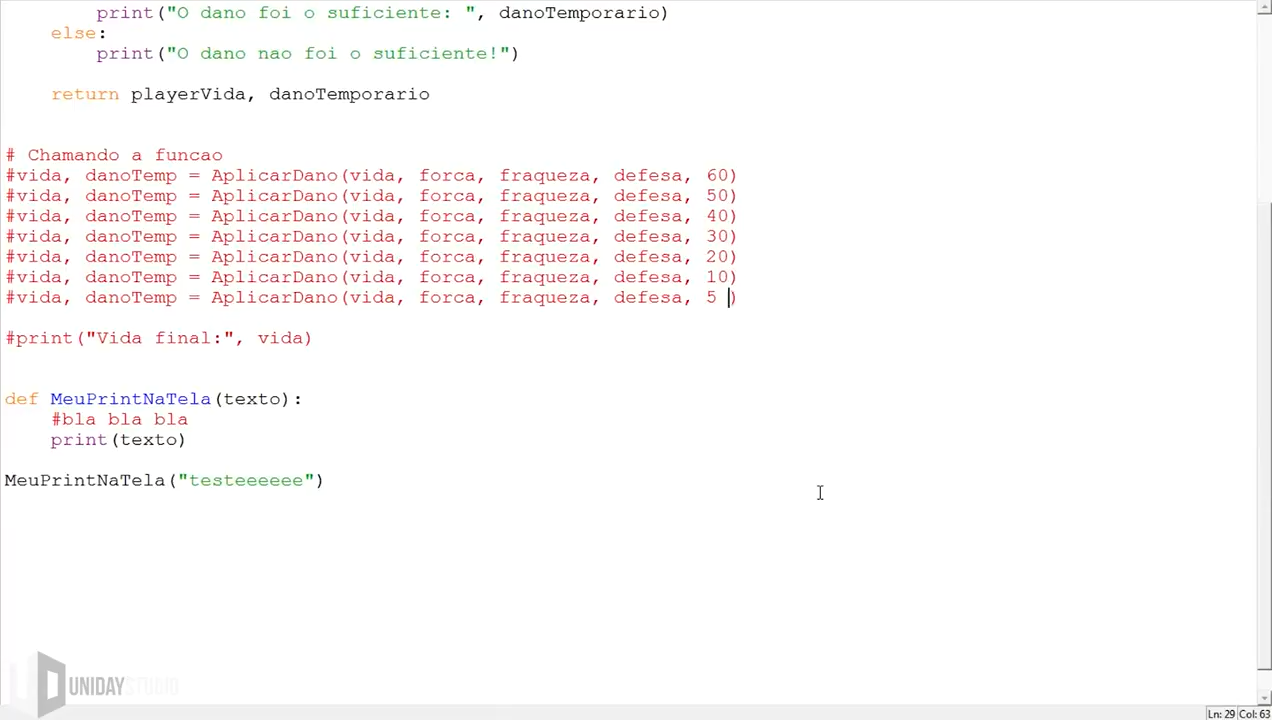 print("O dano foi o suficiente: ", danoTemporario)
else:
    print("O dano nao foi o suficiente!")
return playerVida, danoTemporario
# Chamando a funcao
#vida, danoTemp = AplicarDano(vida, forca, fraqueza, defesa, 60)
#vida, danoTemp = AplicarDano(vida, forca, fraqueza, defesa, 50)
#vida, danoTemp = AplicarDano(vida, forca, fraqueza, defesa, 40)
#vida, danoTemp = AplicarDano(vida, forca, fraqueza, defesa, 30)
#vida, danoTemp = AplicarDano(vida, forca, fraqueza, defesa, 20)
#vida, danoTemp = AplicarDano(vida, forca, fraqueza, defesa, 10)
#vida, danoTemp = AplicarDano(vida, forca, fraqueza, defesa, 5 )
#print("Vida final:", vida)
def MeuPrintNaTela(texto):
    #bla bla bla
    print(texto)
MeuPrintNaTela("testeeeeee")
UNIDAYSTUDIO
Ln: 29 Col: 63